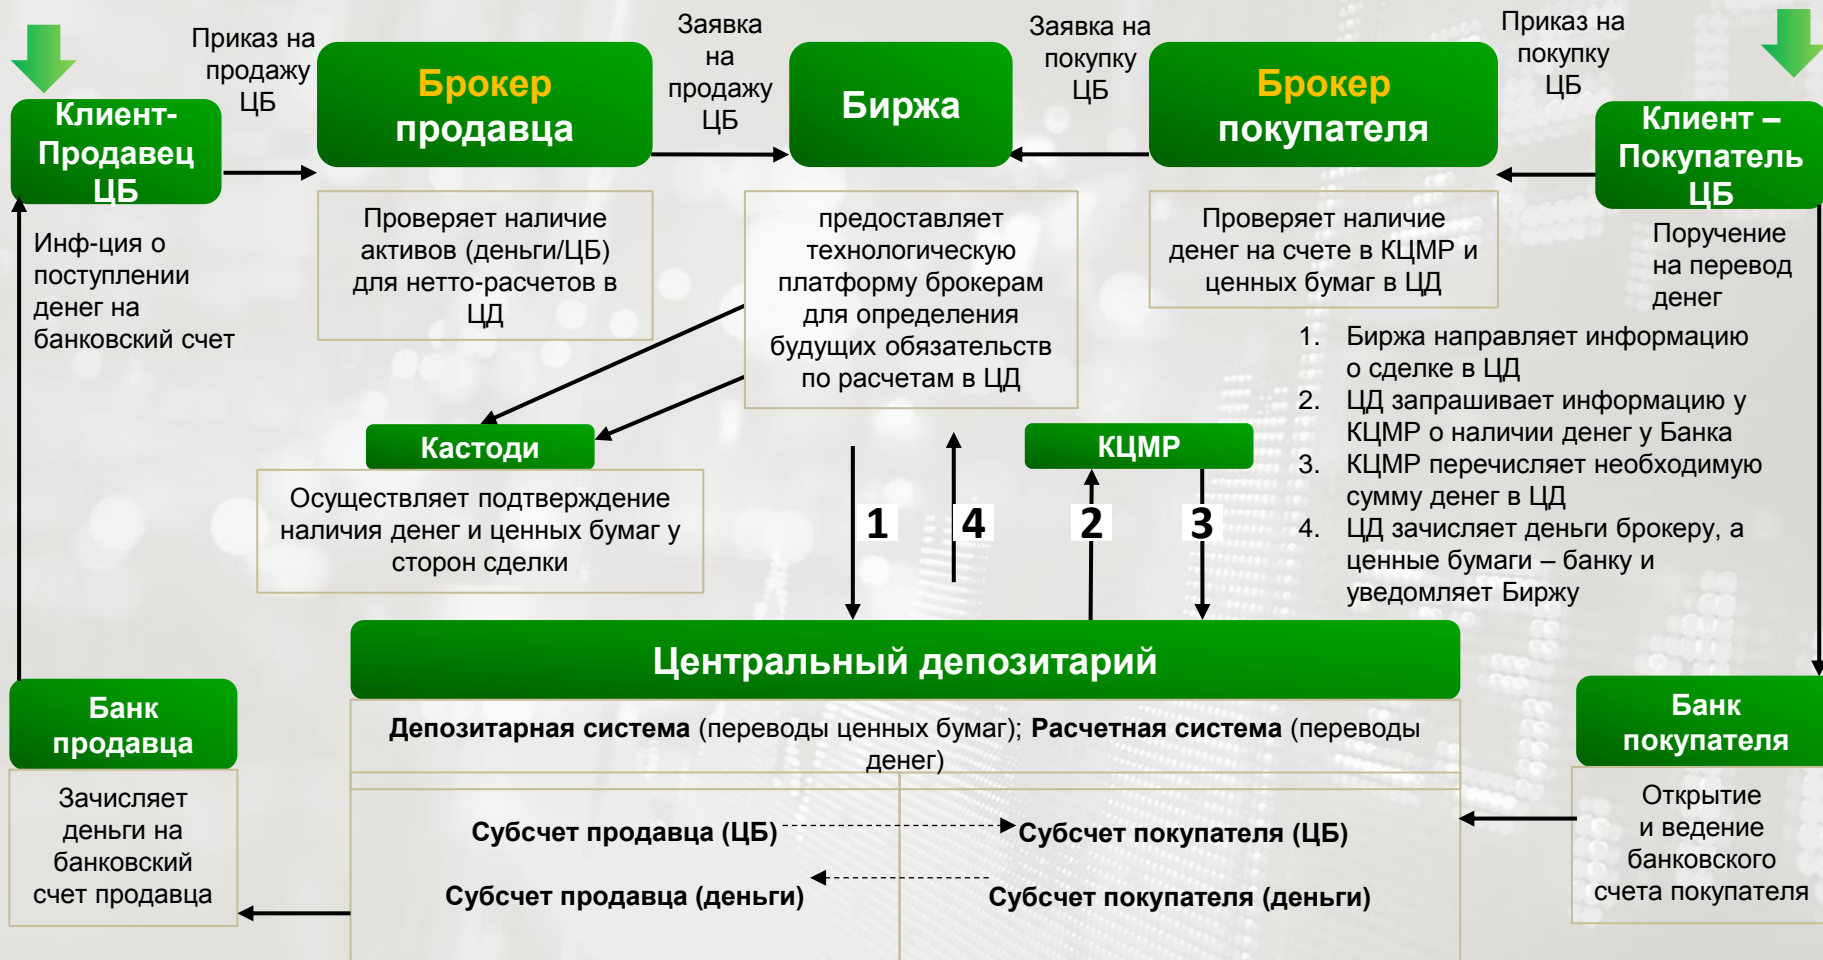 Приказ на
продажу
ЦБ
Заявка
на
продажу
ЦБ
Заявка на
покупку
ЦБ
Приказ на
покупку
ЦБ
Клиент-
Продавец
ЦБ
Брокер
продавца
Биржа
Брокер
покупателя
Клиент –
Покупатель
ЦБ
Инф-ция о
поступлении
денег на
банковский счет
Проверяет наличие
активов (деньги/ЦБ)
для нетто-расчетов в
ЦД
предоставляет
технологическую
платформу брокерам
для определения
будущих обязательств
по расчетам в ЦД
Проверяет наличие
денег на счете в КЦМР и
ценных бумаг в ЦД
Поручение
на перевод
денег
1. Биржа направляет информацию
о сделке в ЦД
2. ЦД запрашивает информацию у
КЦМР о наличии денег у Банка
3. КЦМР перечисляет необходимую
сумму денег в ЦД
4. ЦД зачисляет деньги брокеру, а
ценные бумаги – банку и
уведомляет Биржу
Кастоди
Осуществляет подтверждение
наличия денег и ценных бумаг у
сторон сделки
КЦМР
1
4
2
3
Центральный депозитарий
Депозитарная система (переводы ценных бумаг); Расчетная система (переводы
денег)
Субсчет продавца (ЦБ)
Субсчет покупателя (ЦБ)
Субсчет продавца (деньги)
Субсчет покупателя (деньги)
Банк
продавца
Зачисляет
деньги на
банковский
счет продавца
Банк
покупателя
Открытие
и ведение
банковского
счета покупателя